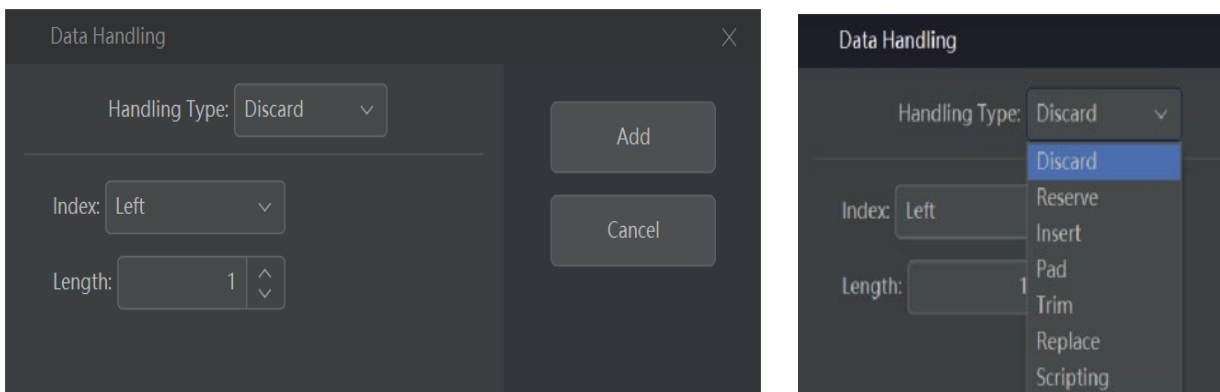 Data Handling X
Handling Type: Discard
Add
Index: Left
Cancel
Length: 1
Data Handling
Handling Type: Discard
Discard
Reserve
Index: Left
Insert
Pad
Length: 1
Trim
Replace
Scripting